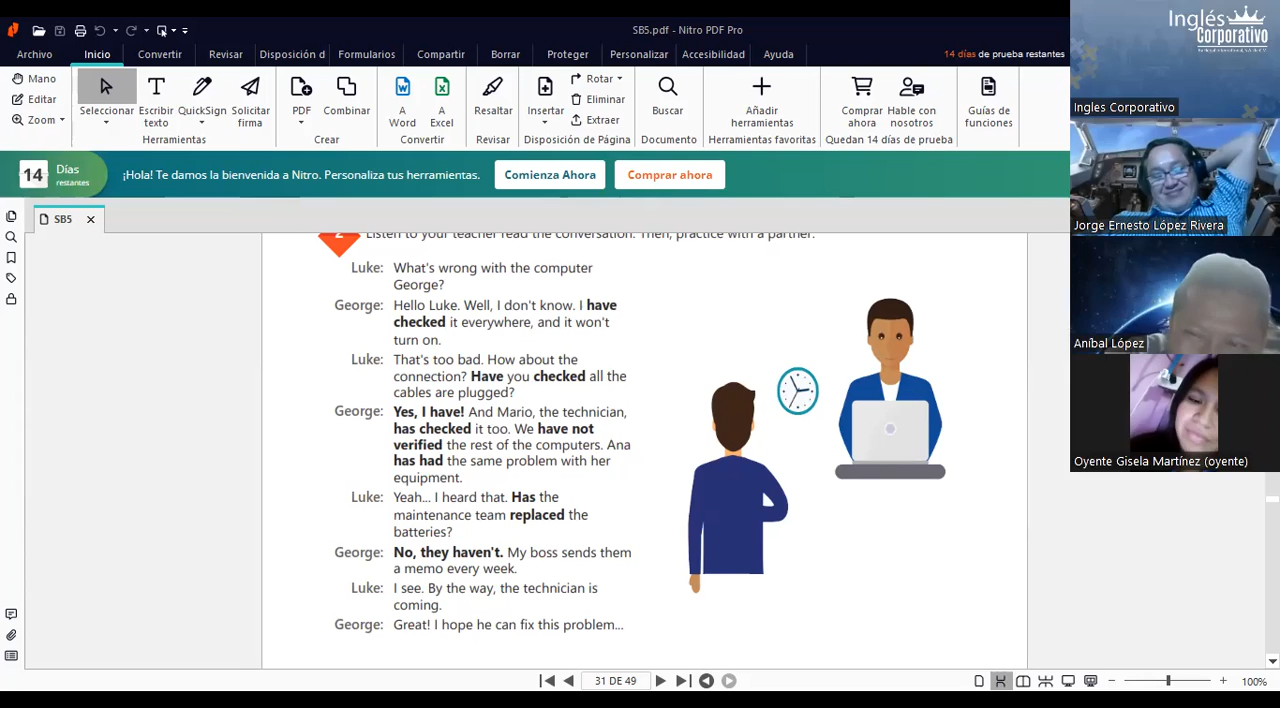 SB5.pdf - Nitro PDF Pro
Archivo Inicio Convertir Revisar Disposición d Formularios Compartir Borrar Proteger Personalizar Accesibilidad Ayuda 14 días de prueba restantes
Mano
Editar
Zoom
Seleccionar
Escribir texto
QuickSign
Solicitar firma
Herramientas
PDF
Combinar
Crear
A Word
A Excel
Convertir
Resaltar
Revisar
Insertar
Rotar
Eliminar
Extraer
Disposición de Página
Buscar
Documento
Añadir herramientas
Herramientas favoritas
Comprar ahora
Hable con nosotros
Quedan 14 días de prueba
Guías de funciones
14 Días restantes
¡Hola! Te damos la bienvenida a Nitro. Personaliza tus herramientas.
Comienza Ahora
Comprar ahora
SB5
2 Listen to your teacher read the conversation. Then, practice with a partner.
Luke: What's wrong with the computer
George?
George: Hello Luke. Well, I don't know. I have
checked it everywhere, and it won't
turn on.
Luke: That's too bad. How about the
connection? Have you checked all the
cables are plugged?
George: Yes, I have! And Mario, the technician,
has checked it too. We have not
verified the rest of the computers. Ana
has had the same problem with her
equipment.
Luke: Yeah... I heard that. Has the
maintenance team replaced the
batteries?
George: No, they haven't. My boss sends them
a memo every week.
Luke: I see. By the way, the technician is
coming.
George: Great! I hope he can fix this problem...
31 DE 49
100%
Inglés
Corporativo
Ingles Corporativo
Jorge Ernesto López Rivera
Aníbal López
Oyente Gisela Martínez (oyente)